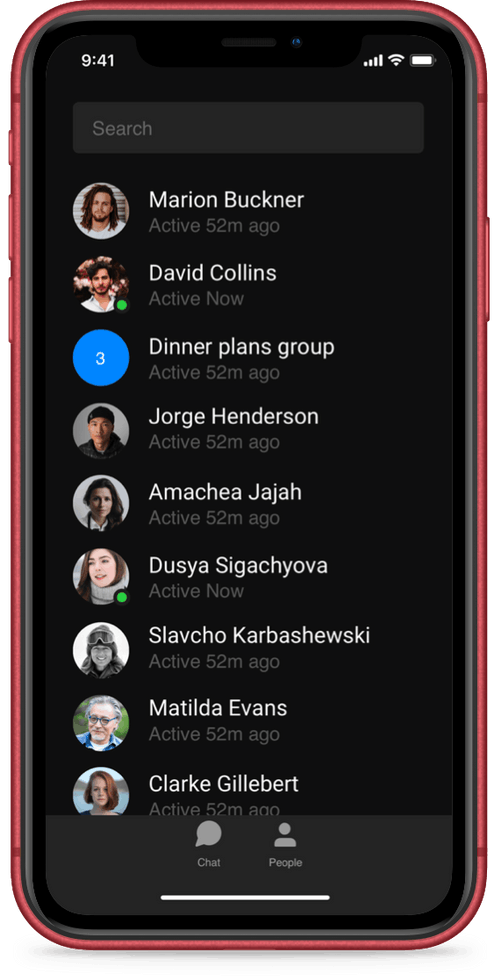 9:41
Search
Marion Buckner
Active 52m ago
David Collins
Active Now
3
Dinner plans group
Active 52m ago
Jorge Henderson
Active 52m ago
Amachea Jajah
Active 52m ago
Dusya Sigachyova
Active Now
Slavcho Karbashewski
Active 52m ago
Matilda Evans
Active 52m ago
Clarke Gillebert
Active 52m ago
Chat
People